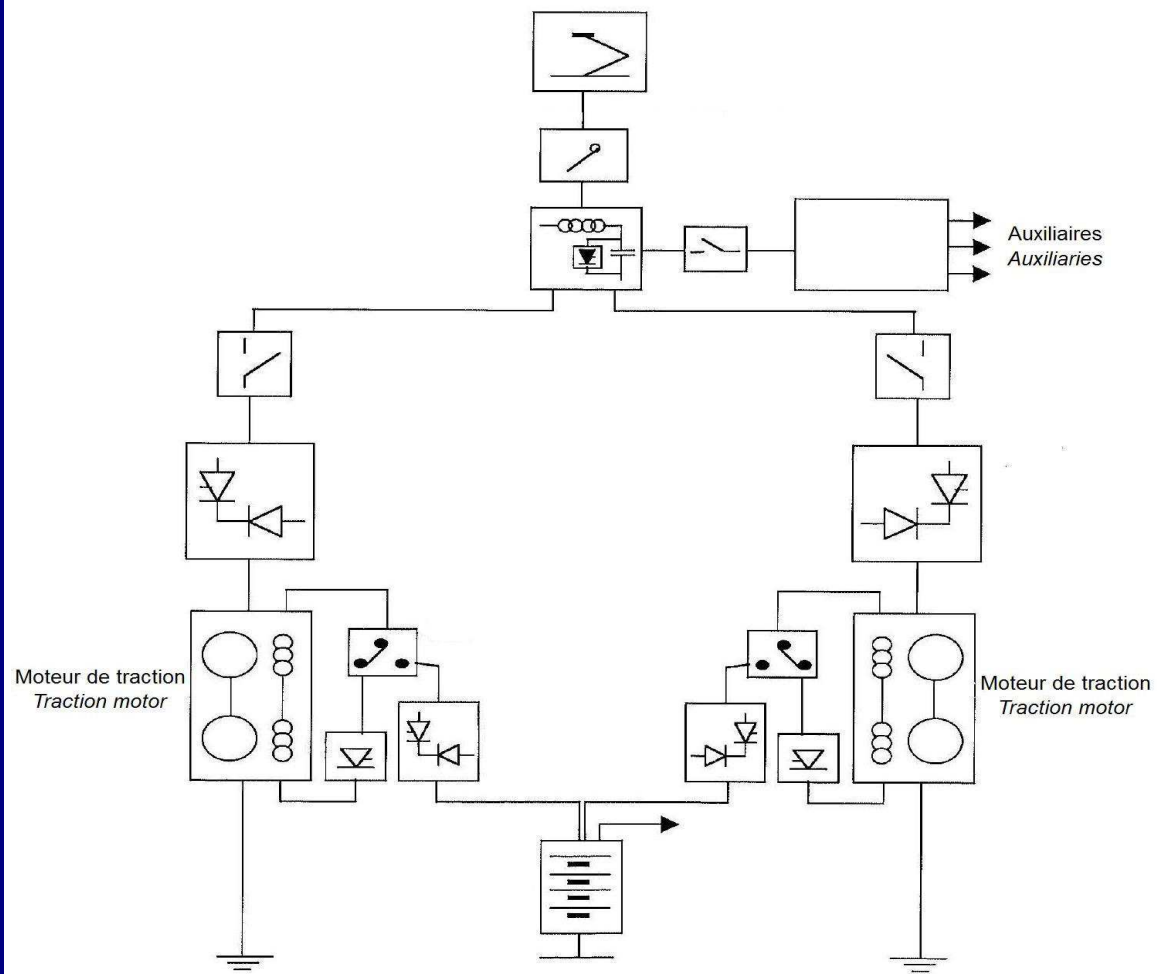 Auxiliaires
Auxiliaries
Moteur de traction
Traction motor
Moteur de traction
Traction motor